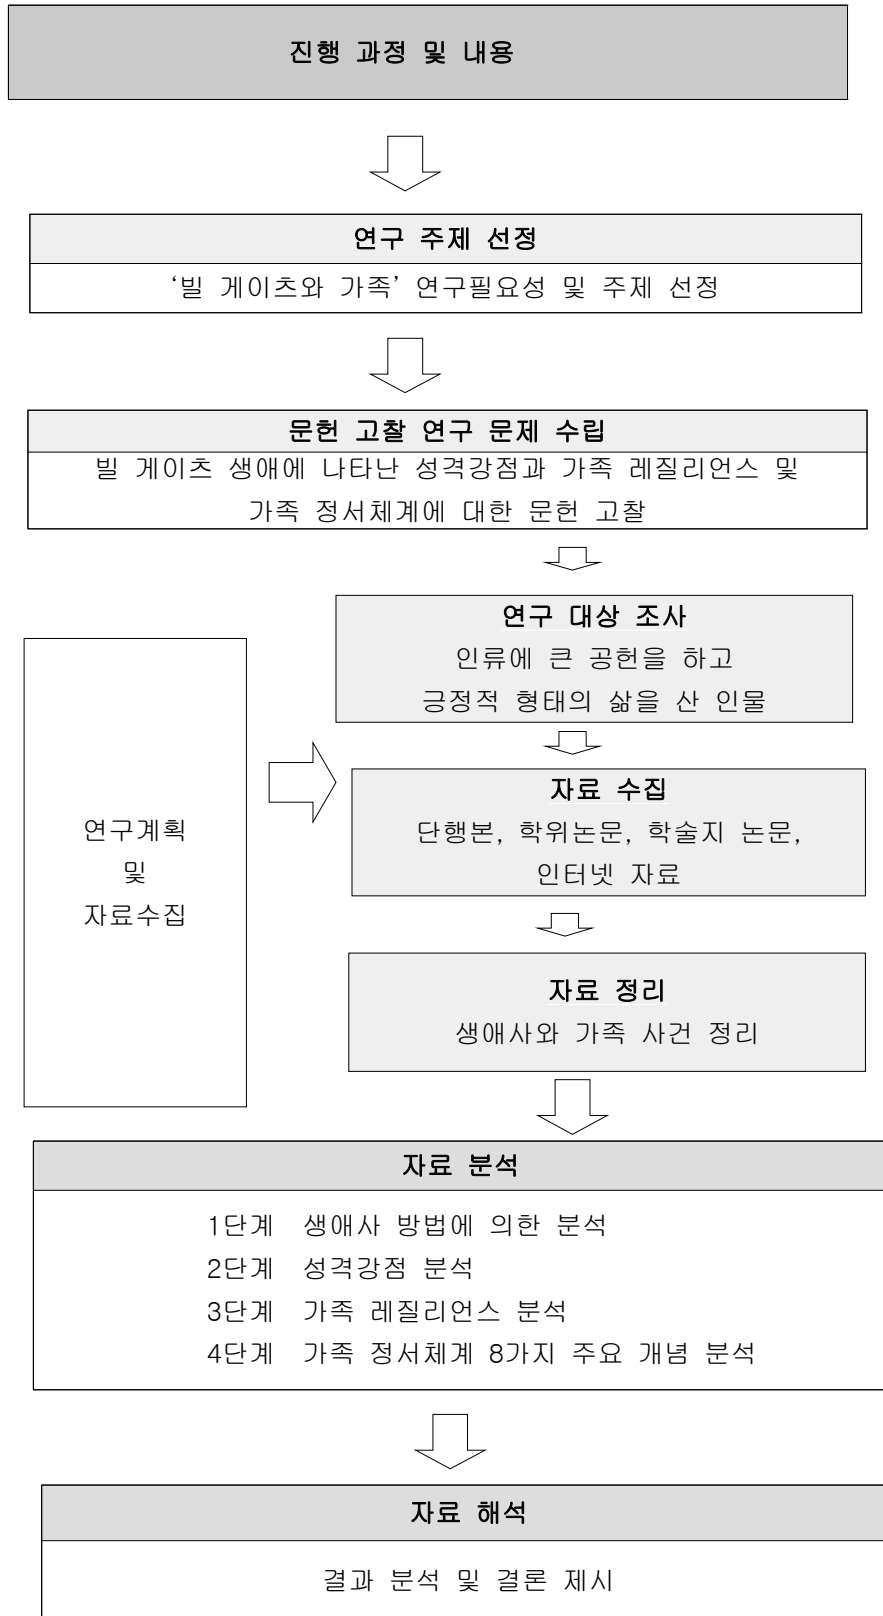 진행 과정 및 내용
연구 주제 선정
‘빌 게이츠와 가족’ 연구필요성 및 주제 선정
문헌 고찰 연구 문제 수립
빌 게이츠 생애에 나타난 성격강점과 가족 레질리언스 및
가족 정서체계에 대한 문헌 고찰
연구계획
및
자료수집
연구 대상 조사
인류에 큰 공헌을 하고
긍정적 형태의 삶을 산 인물
자료 수집
단행본, 학위논문, 학술지 논문,
인터넷 자료
자료 정리
생애사와 가족 사건 정리
자료 분석
1단계 생애사 방법에 의한 분석
2단계 성격강점 분석
3단계 가족 레질리언스 분석
4단계 가족 정서체계 8가지 주요 개념 분석
자료 해석
결과 분석 및 결론 제시